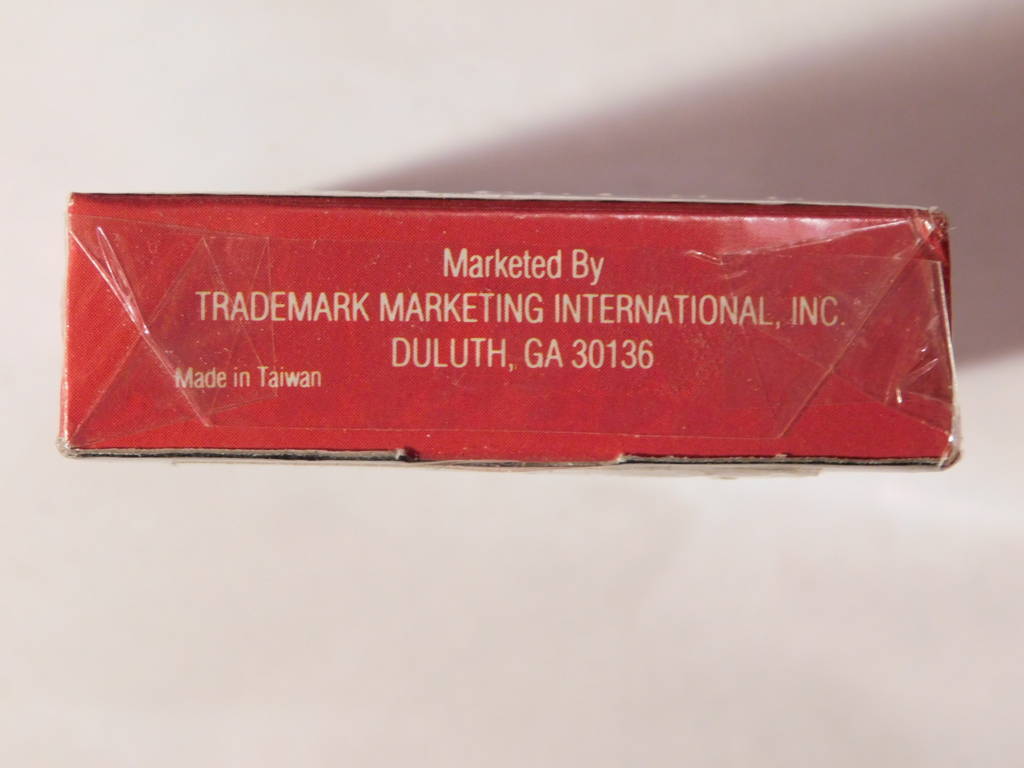 Marketed By
TRADEMARK MARKETING INTERNATIONAL, INC.
DULUTH, GA 30136
Made in Taiwan